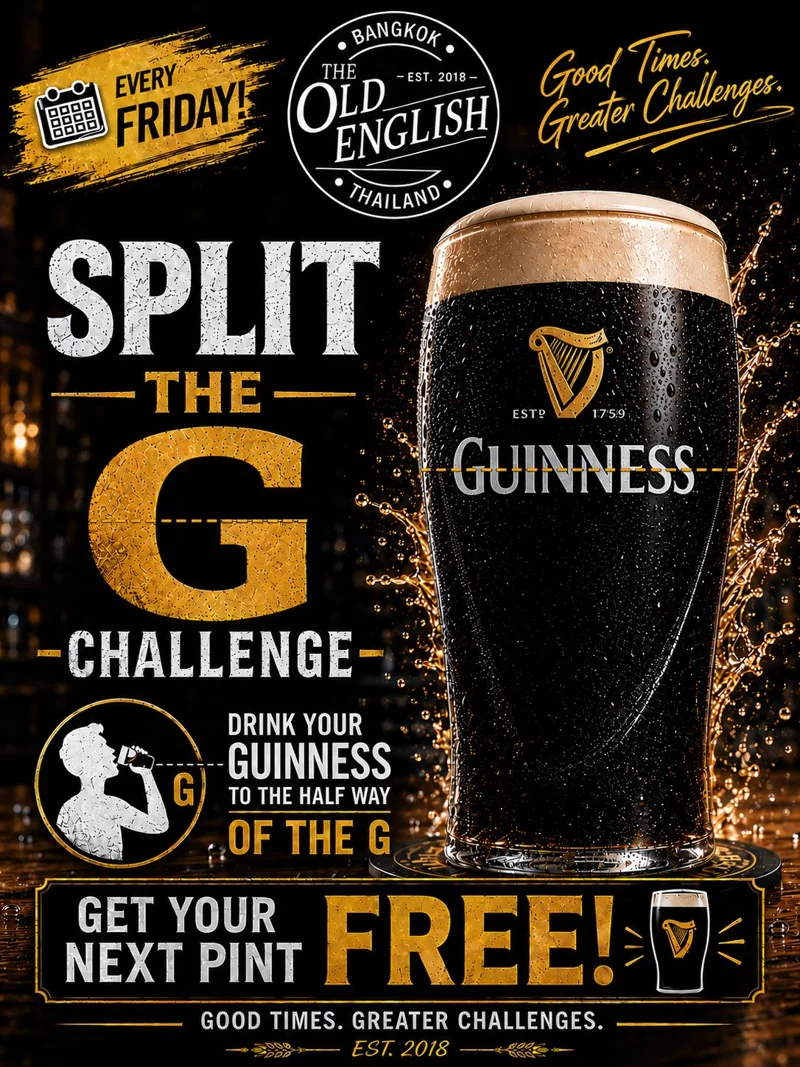 EVERY
FRIDAY!
BANGKOK
THE
OLD
ENGLISH
– EST. 2018 –
THAILAND
Good Times.
Greater Challenges.
SPLIT
THE
G
CHALLENGE
ESTD 1759
GUINNESS
G
DRINK YOUR
GUINNESS
TO THE HALF WAY
OF THE G
GET YOUR
NEXT PINT
FREE!
GOOD TIMES. GREATER CHALLENGES.
EST. 2018